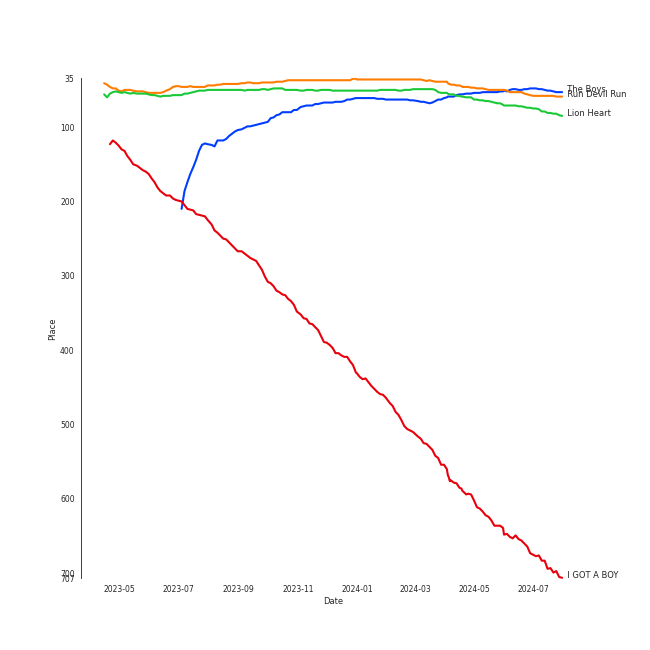 35
100
200
300
400
500
600
700
707
Place
2023-05
2023-07
2023-09
2023-11
2024-01
2024-03
2024-05
2024-07
Date
The Boys
Run Devil Run
Lion Heart
I GOT A BOY